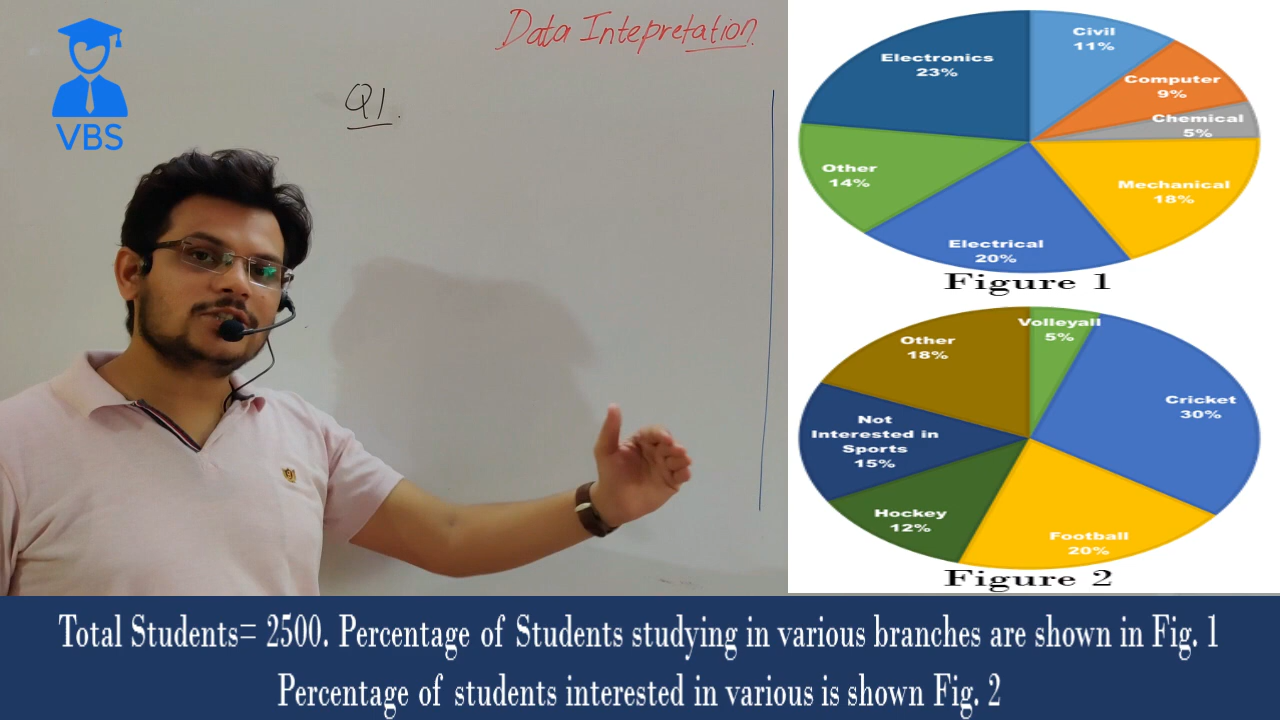 VBS
Data Intepretation
Q1.
Electronics
23%
Civil
11%
Computer
9%
Chemical
5%
Mechanical
18%
Electrical
20%
Other
14%
Figure 1
Volleyall
5%
Cricket
30%
Football
20%
Hockey
12%
Not
Interested in
Sports
15%
Other
18%
Figure 2
Total Students= 2500. Percentage of Students studying in various branches are shown in Fig. 1
Percentage of students interested in various is shown Fig. 2